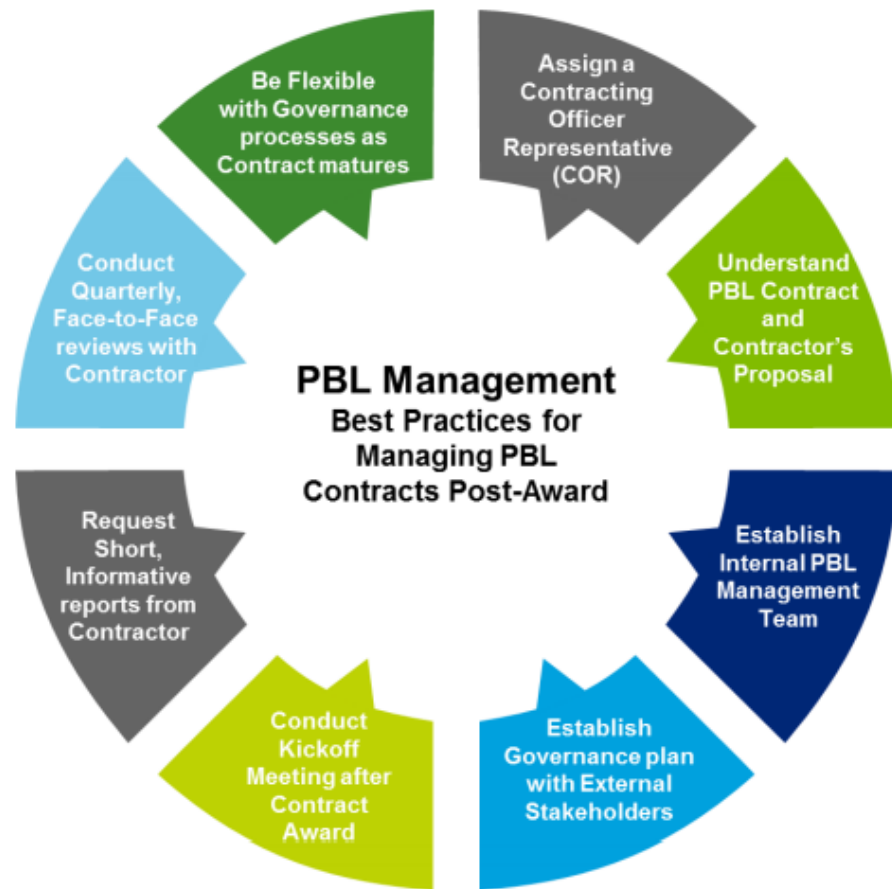 Be Flexible
with Governance
processes as
Contract matures
Assign a
Contracting
Officer
Representative
(COR)
Understand
PBL Contract
and
Contractor's
Proposal
Establish
Internal PBL
Management
Team
Establish
Governance plan
with External
Stakeholders
Conduct
Kickoff
Meeting after
Contract
Award
Request
Short,
Informative
reports from
Contractor
Conduct
Quarterly,
Face-to-Face
reviews with
Contractor
PBL Management
Best Practices for
Managing PBL
Contracts Post-Award